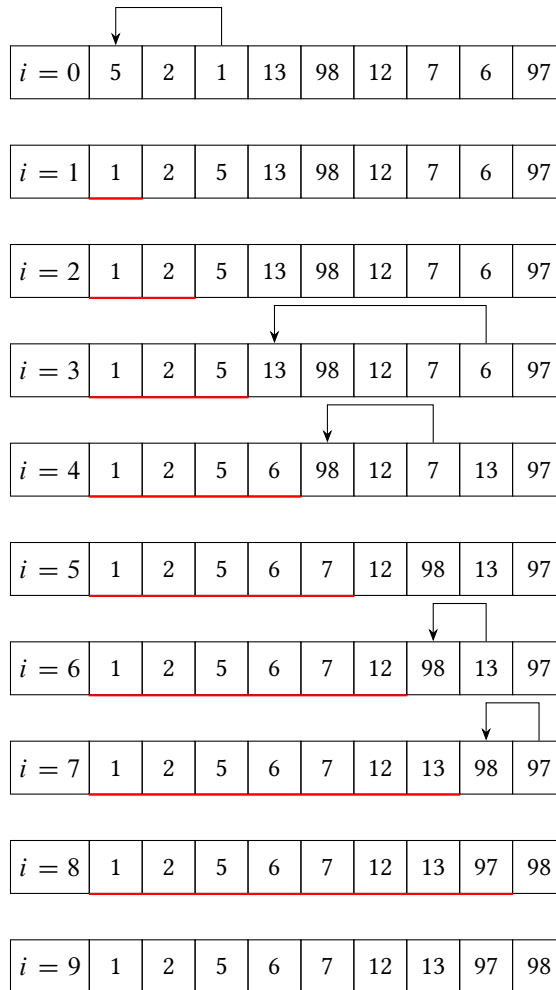 i = 0 5 2 1 13 98 12 7 6 97
i = 1 1 2 5 13 98 12 7 6 97
i = 2 1 2 5 13 98 12 7 6 97
i = 3 1 2 5 13 98 12 7 6 97
i = 4 1 2 5 6 98 12 7 13 97
i = 5 1 2 5 6 7 12 98 13 97
i = 6 1 2 5 6 7 12 98 13 97
i = 7 1 2 5 6 7 12 13 98 97
i = 8 1 2 5 6 7 12 13 97 98
i = 9 1 2 5 6 7 12 13 97 98